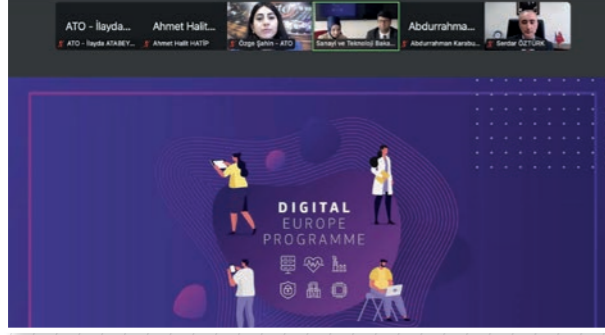 ATO - İlayda...
Ahmet Halit...
Abdurrahma...
ATO - İlayda ATABEY...
Ahmet Halit HATİP
Özge Şahin - ATO
Sanayi ve Teknoloji Baka...
Abdurrahman Karabu...
Serdar ÖZTÜRK
DIGITAL
EUROPE
PROGRAMME